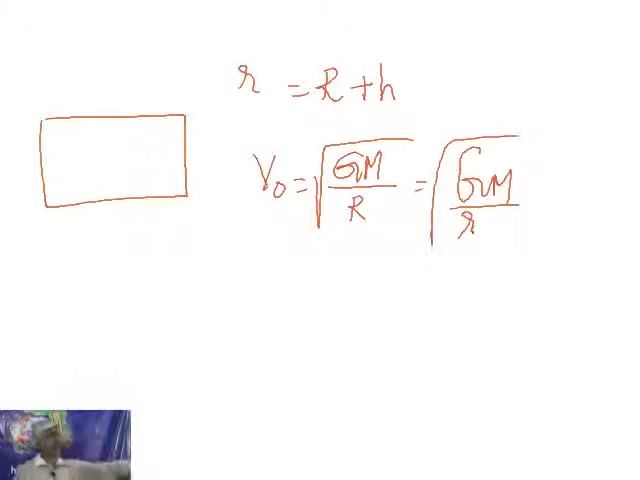 r = R + h
V₀ = √(GM/R) = √(GM/r)
h